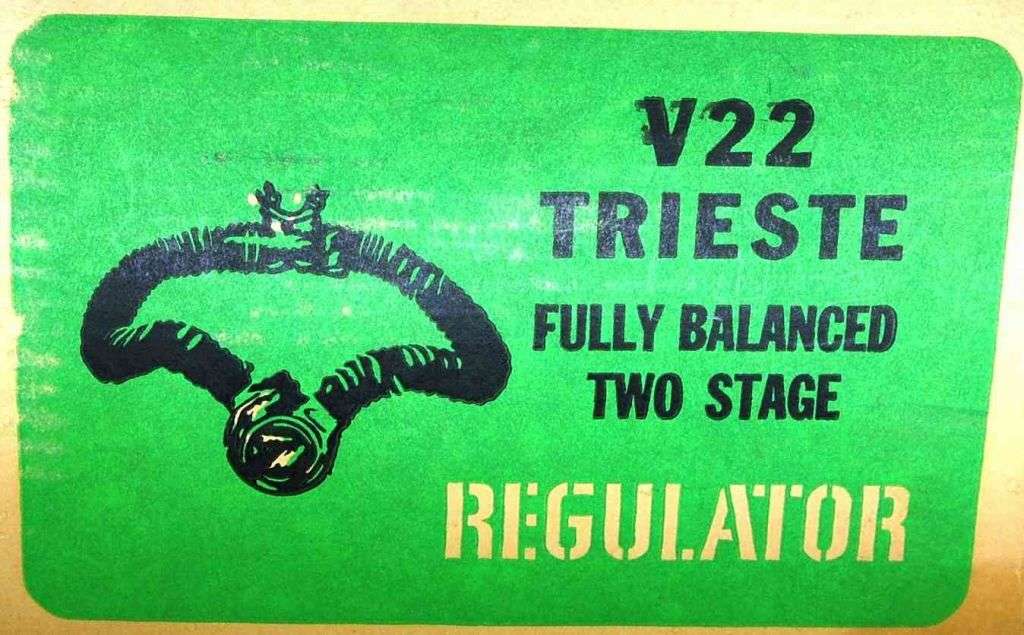 V22
TRIESTE
FULLY BALANCED
TWO STAGE
REGULATOR